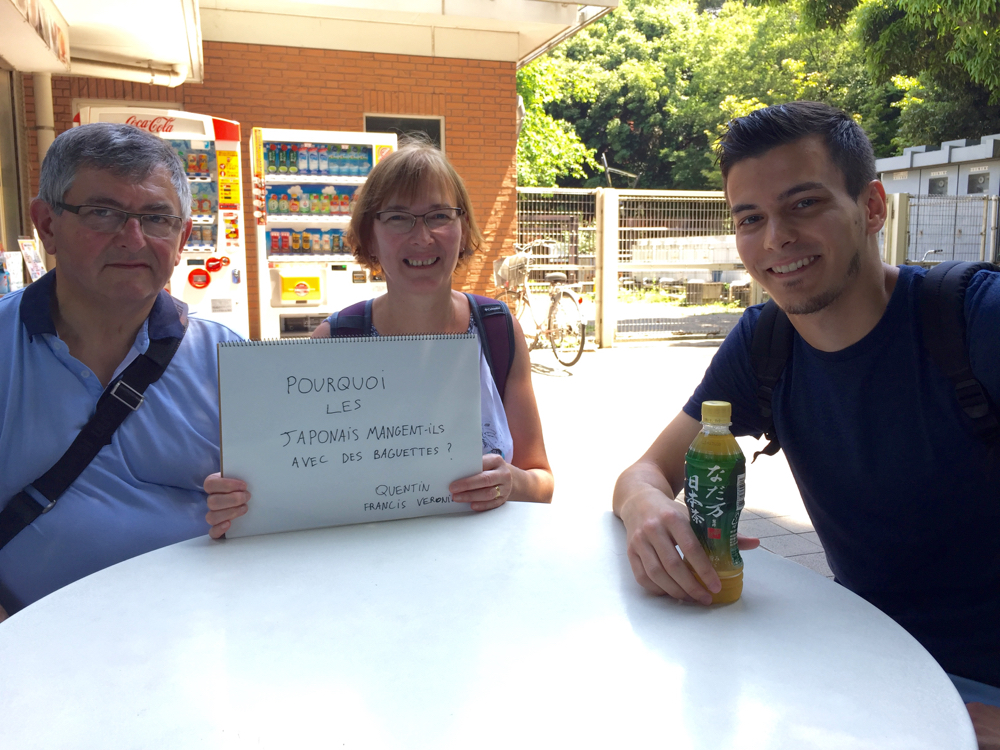 Coca-Cola
POURQUOI
LES
JAPONAIS MANGENT-ILS
AVEC DES BAGUETTES ?
QUENTIN
FRANCIS VERONI
なだ万
日本茶